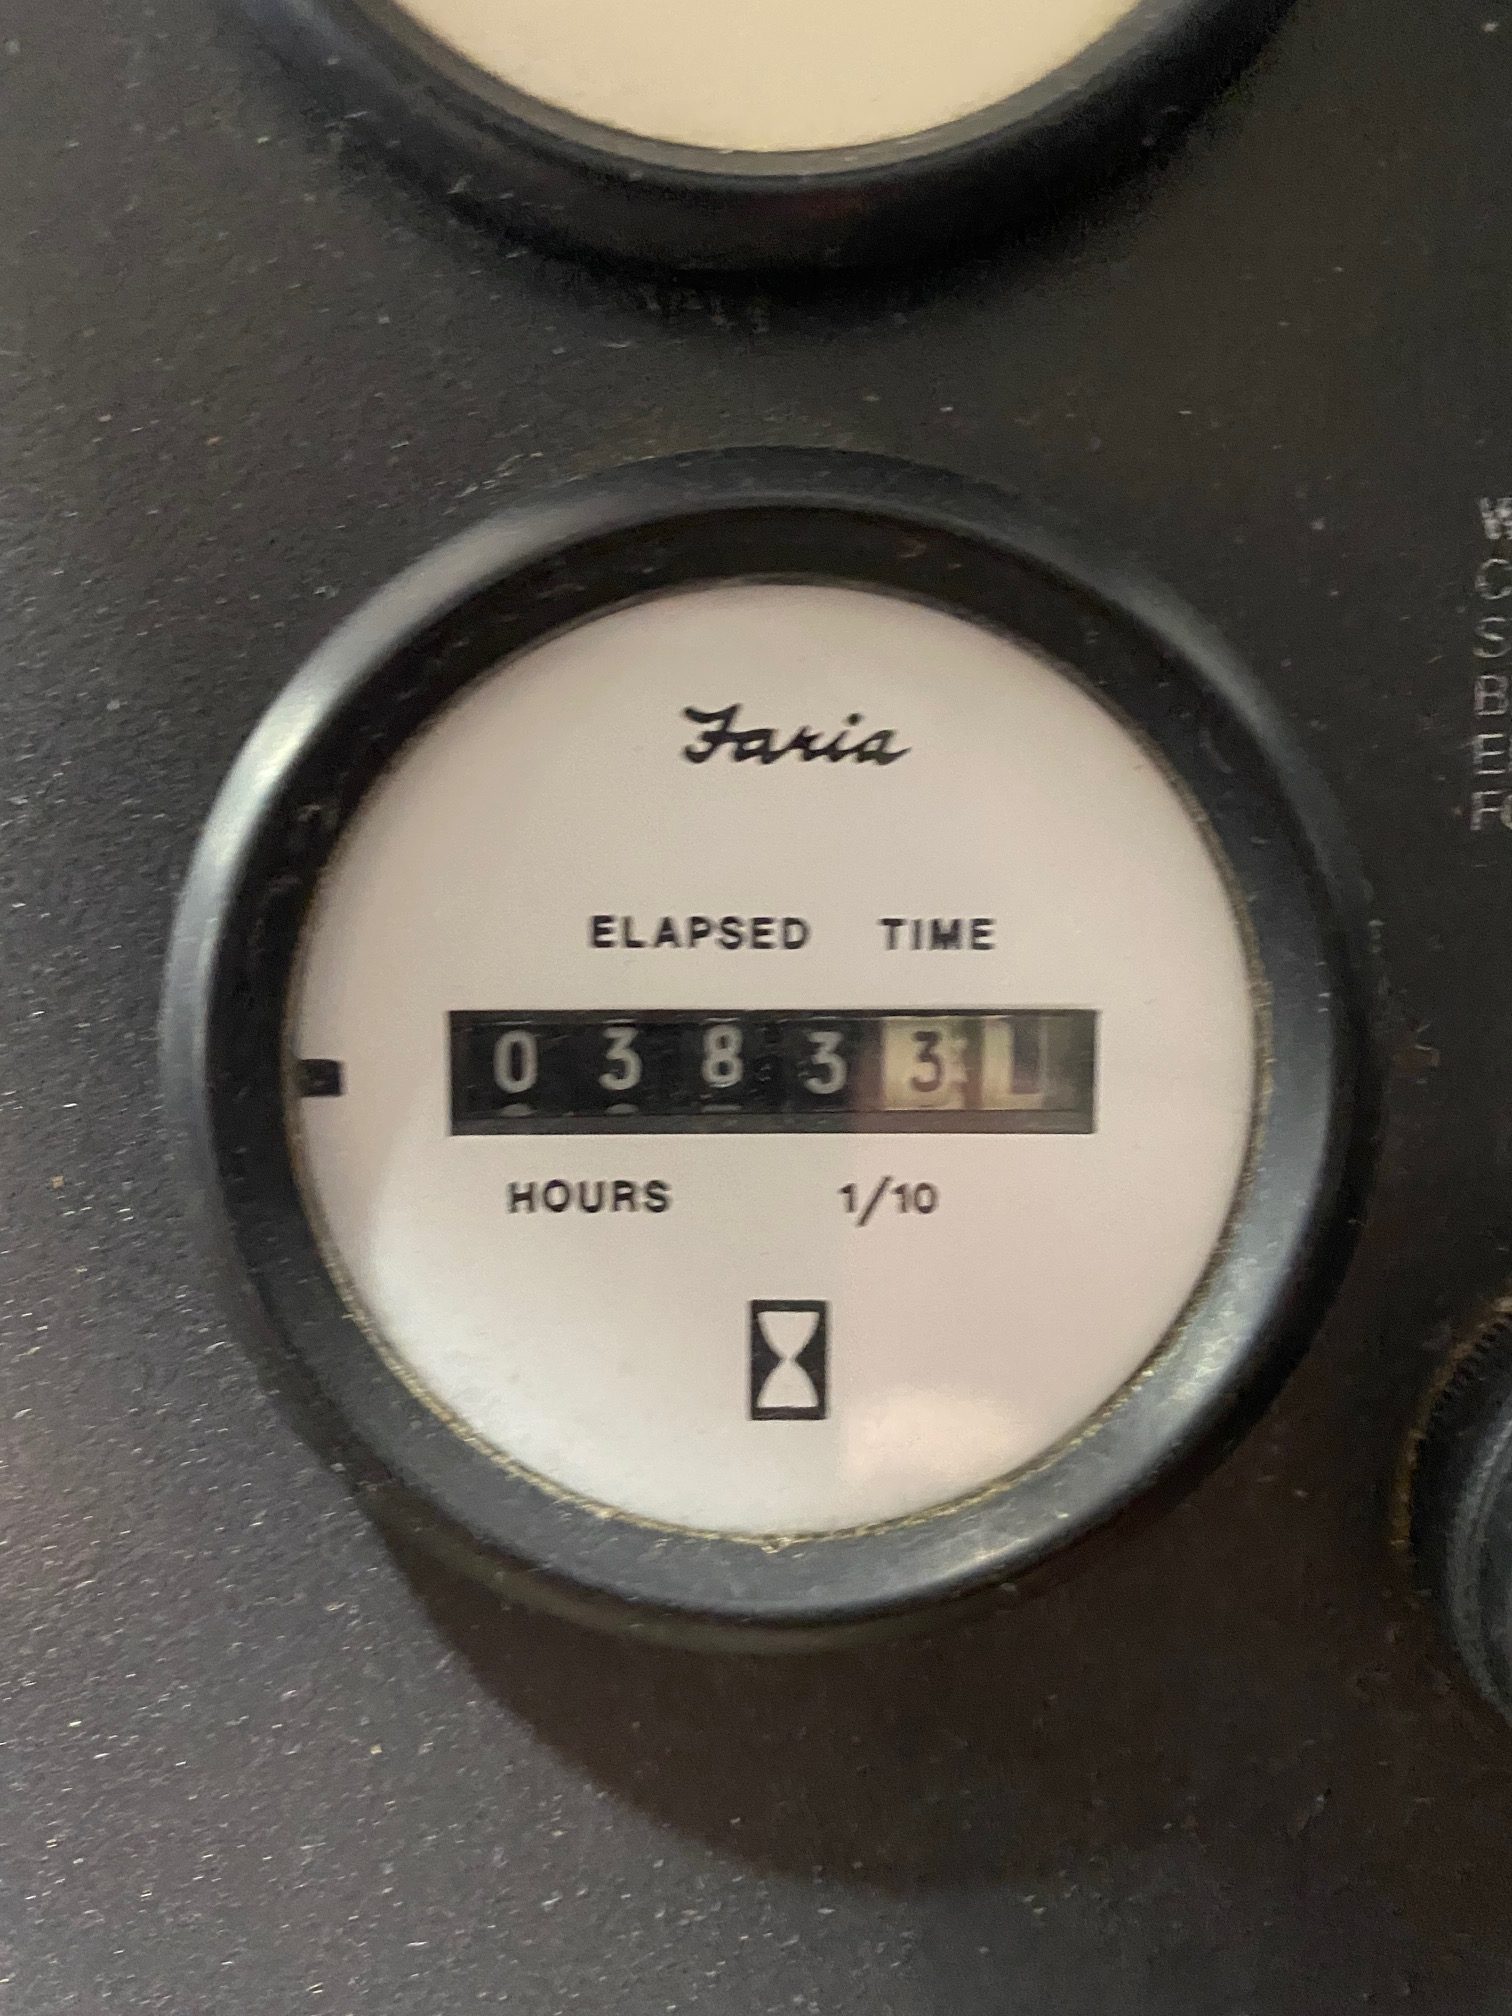 Faria
ELAPSED TIME
0 3 8 3 3
HOURS 1/10